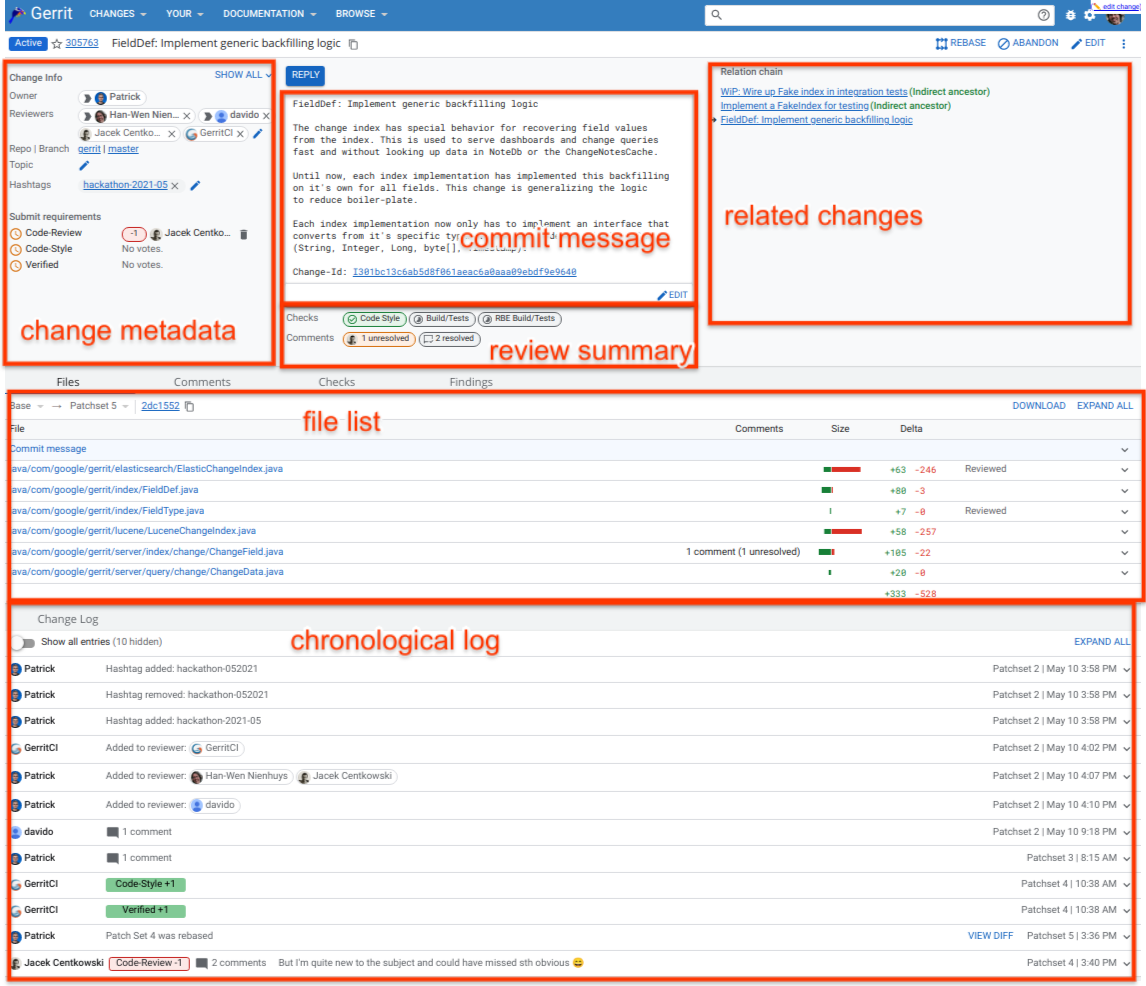 Gerrit CHANGES YOUR DOCUMENTATION BROWSE edit change
Active 305763 FieldDef: Implement generic backfilling logic REBASE ABANDON EDIT
Change Info SHOW ALL
Owner Patrick
Reviewers Han-Wen Nien... davido
Jacek Centko... GerritCI
Repo | Branch gerrit | master
Topic
Hashtags hackathon-2021-05
Submit requirements
Code-Review -1 Jacek Centko...
Code-Style No votes.
Verified No votes.
change metadata
REPLY
FieldDef: Implement generic backfilling logic
The change index has special behavior for recovering field values
from the index. This is used to serve dashboards and change queries
fast and without looking up data in NoteDb or the ChangeNotesCache.
Until now, each index implementation has implemented this backfilling
on it's own for all fields. This change is generalizing the logic
to reduce boiler-plate.
Each index implementation now only has to implement an interface that
converts from it's specific
(String, Integer, Long, byte[],
commit message
Change-Id: I301bc13c6ab5d8f061aeac6a0aaa09ebdf9e9640
EDIT
Checks Code Style Build/Tests RBE Build/Tests
Comments 1 unresolved 2 resolved
review summary
Relation chain
WiP: Wire up Fake index in integration tests (Indirect ancestor)
Implement a FakeIndex for testing (Indirect ancestor)
FieldDef: Implement generic backfilling logic
related changes
Files Comments Checks Findings
Base → Patchset 5 2dc1552 DOWNLOAD EXPAND ALL
file list
File Comments Size Delta
Commit message
ava/com/google/gerrit/elasticsearch/ElasticChangeIndex.java +63 -246 Reviewed
ava/com/google/gerrit/index/FieldDef.java +80 -3
ava/com/google/gerrit/index/FieldType.java +7 -0 Reviewed
ava/com/google/gerrit/lucene/LuceneChangeIndex.java +58 -257
ava/com/google/gerrit/server/index/change/ChangeField.java 1 comment (1 unresolved) +105 -22
ava/com/google/gerrit/server/query/change/ChangeData.java +20 -0
+333 -528
Change Log
Show all entries (10 hidden) EXPAND ALL
chronological log
Patrick Hashtag added: hackathon-052021 Patchset 2 | May 10 3:58 PM
Patrick Hashtag removed: hackathon-052021 Patchset 2 | May 10 3:58 PM
Patrick Hashtag added: hackathon-2021-05 Patchset 2 | May 10 3:58 PM
GerritCI Added to reviewer: GerritCI Patchset 2 | May 10 4:02 PM
Patrick Added to reviewer: Han-Wen Nienhuys Jacek Centkowski Patchset 2 | May 10 4:07 PM
Patrick Added to reviewer: davido Patchset 2 | May 10 4:10 PM
davido 1 comment Patchset 2 | May 10 9:18 PM
Patrick 1 comment Patchset 3 | 8:15 AM
GerritCI Code-Style +1 Patchset 4 | 10:38 AM
GerritCI Verified +1 Patchset 4 | 10:38 AM
Patrick Patch Set 4 was rebased VIEW DIFF Patchset 5 | 3:36 PM
Jacek Centkowski Code-Review -1 2 comments But I'm quite new to the subject and could have missed sth obvious 😄 Patchset 4 | 3:40 PM